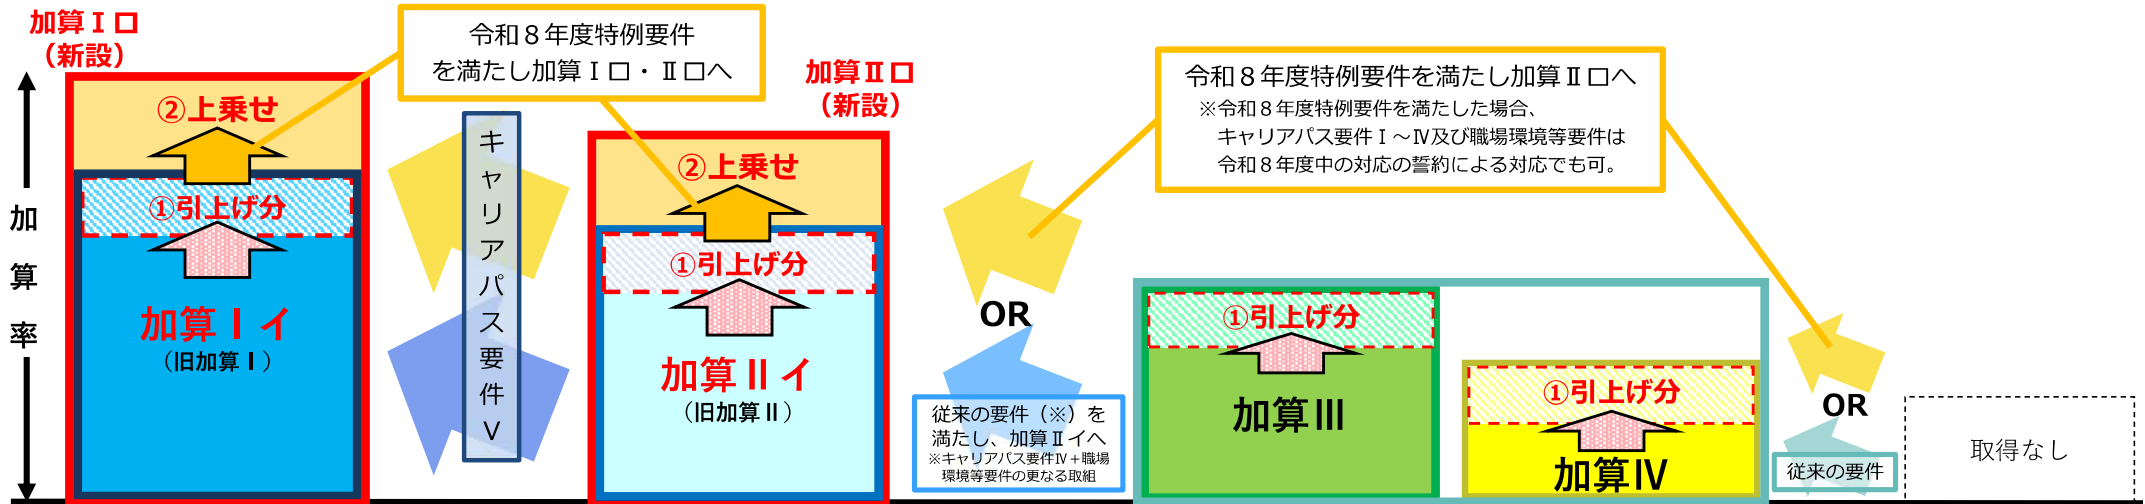 加算Ⅰロ
（新設）
②上乗せ
①引上げ分
加算Ⅰイ
（旧加算Ⅰ）
加算率
令和８年度特例要件
を満たし加算Ⅰロ・Ⅱロへ
キャリアパス要件Ⅴ
加算Ⅱロ
（新設）
②上乗せ
①引上げ分
加算Ⅱイ
（旧加算Ⅱ）
令和８年度特例要件を満たし加算Ⅱロへ
※令和８年度特例要件を満たした場合、
キャリアパス要件Ⅰ～Ⅳ及び職場環境等要件は
令和８年度中の対応の誓約による対応でも可。
OR
従来の要件（※）を
満たし、加算Ⅱイへ
※キャリアパス要件Ⅳ＋職場
環境等要件の更なる取組
①引上げ分
加算Ⅲ
①引上げ分
加算Ⅳ
OR
従来の要件
取得なし